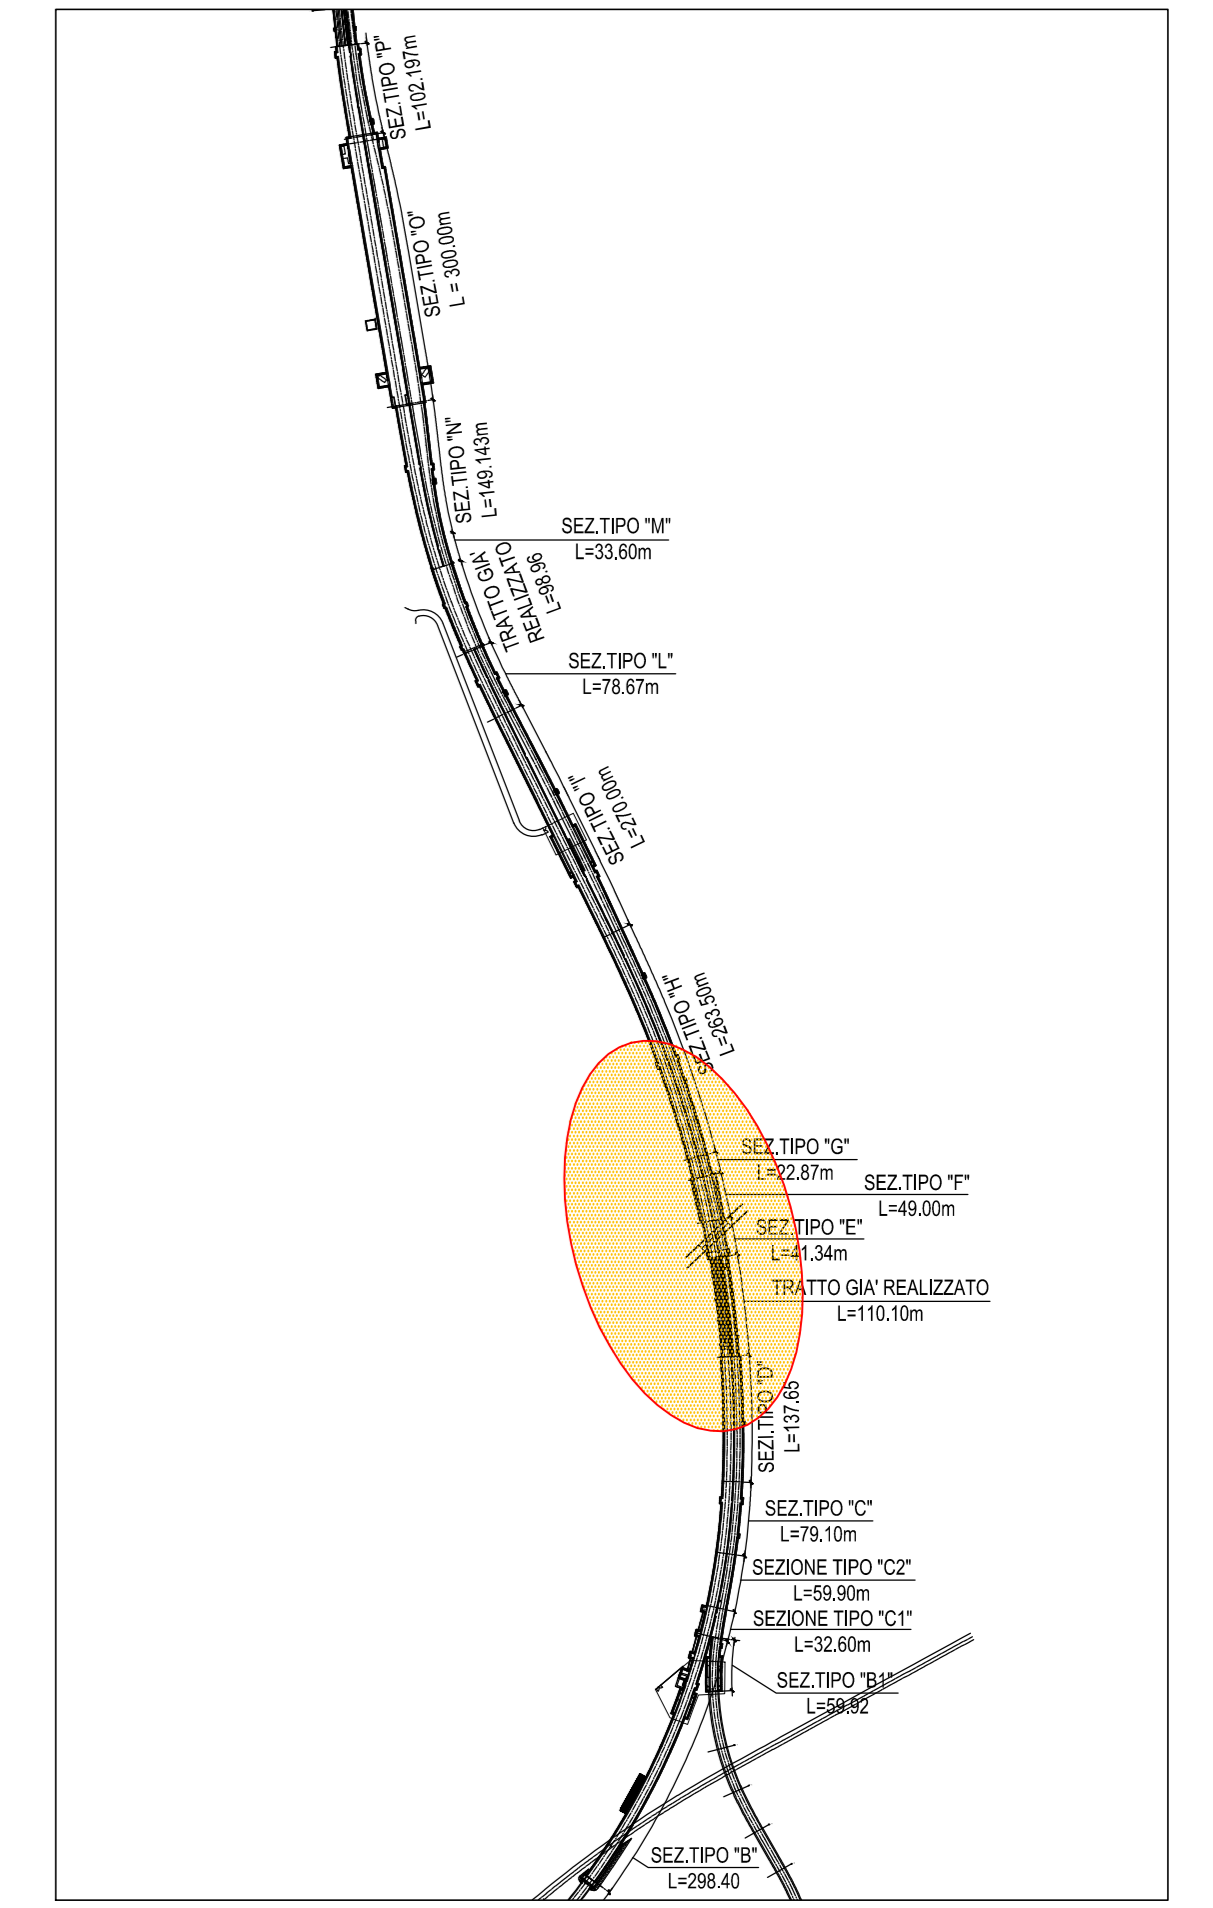 SEZ.TIPO "P"
L=102.197m
SEZ.TIPO "O"
L = 300.00m
SEZ.TIPO "N"
L=149.143m
SEZ.TIPO "M"
L=33.60m
TRATTO GIA'
REALIZZATO
L=98.96
SEZ.TIPO "L"
L=78.67m
SEZ.TIPO "I"
L=270.00m
SEZ.TIPO "H"
L=263.50m
SEZ.TIPO "G"
L=22.87m
SEZ.TIPO "F"
L=49.00m
SEZ.TIPO "E"
L=41.34m
TRATTO GIA' REALIZZATO
L=110.10m
SEZI.TIPO "D"
L=137.65
SEZ.TIPO "C"
L=79.10m
SEZIONE TIPO "C2"
L=59.90m
SEZIONE TIPO "C1"
L=32.60m
SEZ.TIPO "B1"
L=59.92
SEZ.TIPO "B"
L=298.40